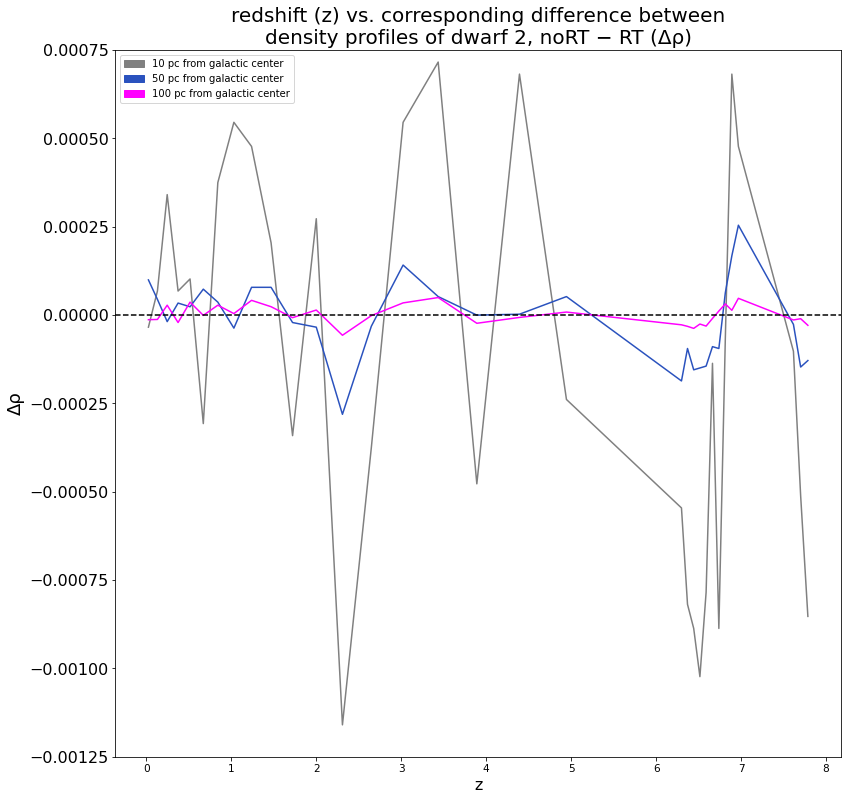 redshift (z) vs. corresponding difference between
density profiles of dwarf 2, noRT − RT (Δρ)
10 pc from galactic center
50 pc from galactic center
100 pc from galactic center
0.00075
0.00050
0.00025
0.00000
−0.00025
−0.00050
−0.00075
−0.00100
−0.00125
Δρ
0 1 2 3 4 5 6 7 8
z